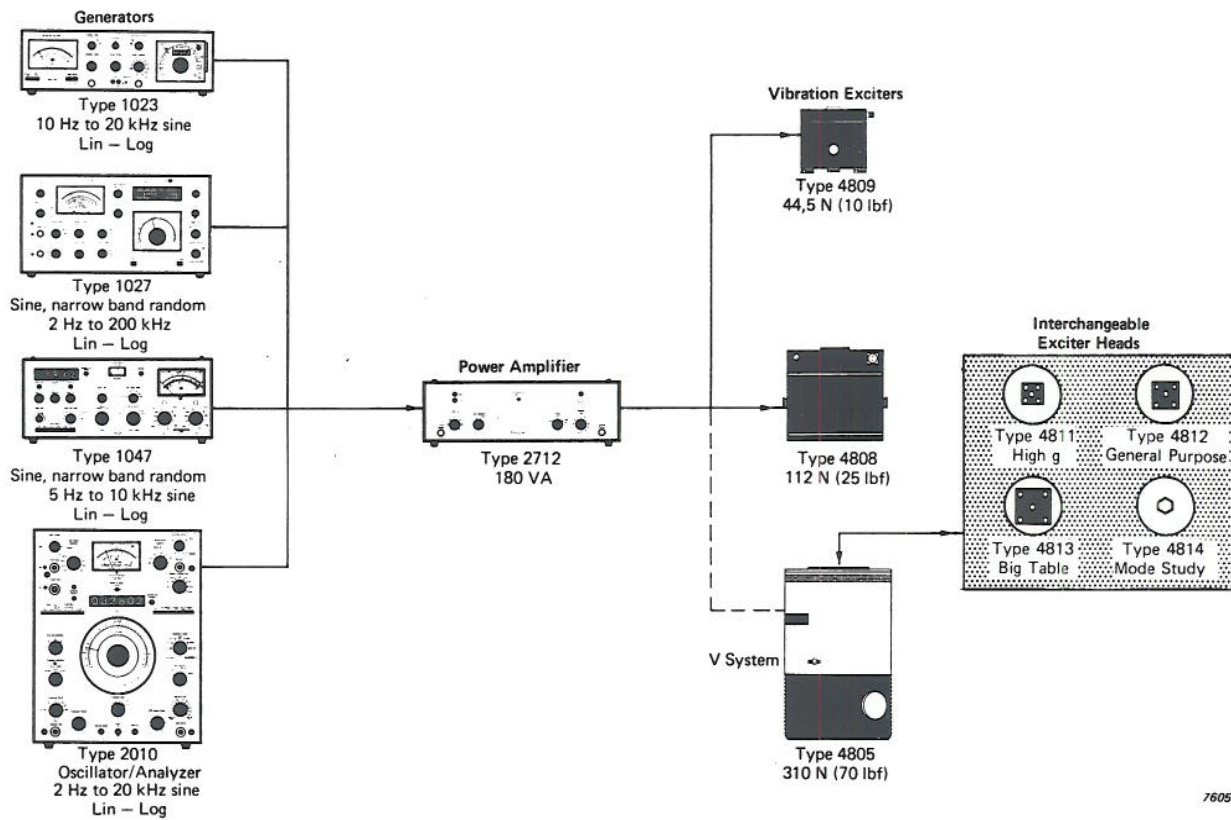 Generators
Type 1023
10 Hz to 20 kHz sine
Lin – Log
Type 1027
Sine, narrow band random
2 Hz to 200 kHz
Lin – Log
Type 1047
Sine, narrow band random
5 Hz to 10 kHz sine
Lin – Log
Type 2010
Oscillator/Analyzer
2 Hz to 20 kHz sine
Lin – Log
Power Amplifier
Type 2712
180 VA
Vibration Exciters
Type 4809
44,5 N (10 lbf)
Type 4808
112 N (25 lbf)
V System
Type 4805
310 N (70 lbf)
Interchangeable
Exciter Heads
Type 4811
High g
Type 4812
General Purpose
Type 4813
Big Table
Type 4814
Mode Study
7605